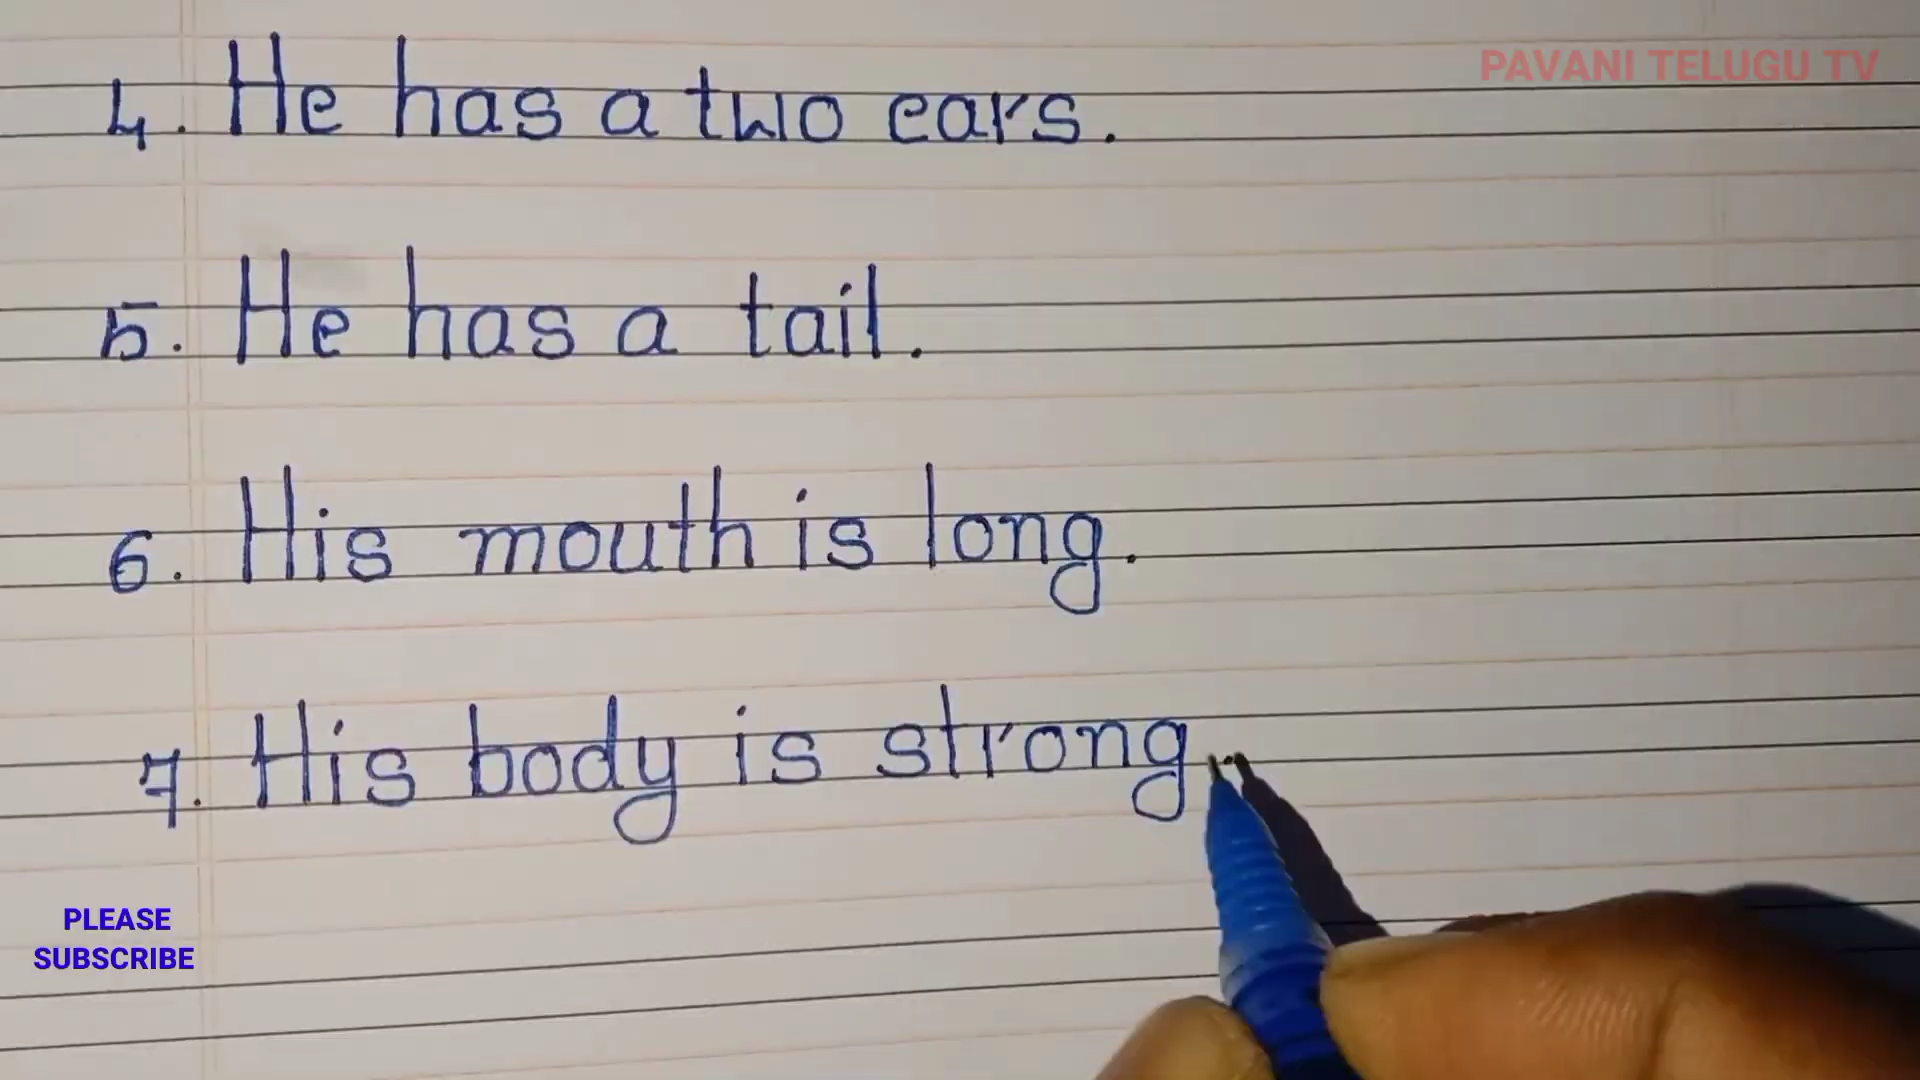 PAVANI TELUGU TV
4. He has a two ears.
5. He has a tail.
6. His mouth is long.
7. His body is strong.
PLEASE
SUBSCRIBE